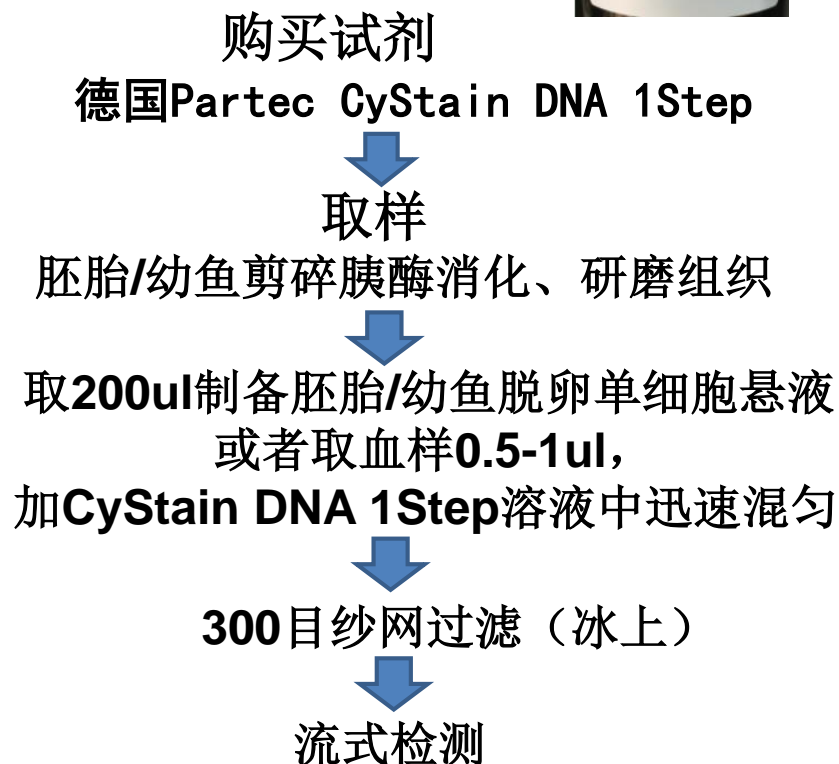 购买试剂
德国Partec CyStain DNA 1Step
取样
胚胎/幼鱼剪碎胰酶消化、研磨组织
取200ul制备胚胎/幼鱼脱卵单细胞悬液
或者取血样0.5-1ul，
加CyStain DNA 1Step溶液中迅速混匀
300目纱网过滤（冰上）
流式检测